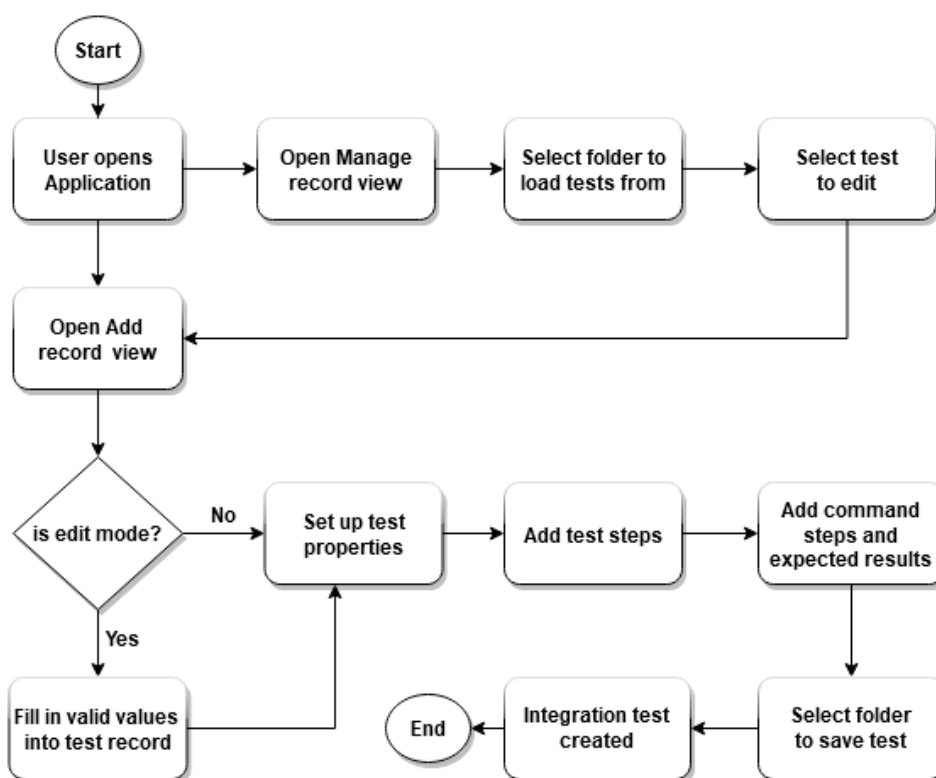 Start
User opens
Application
Open Manage
record view
Select folder to
load tests from
Select test
to edit
Open Add
record view
is edit mode?
No
Yes
Set up test
properties
Add test steps
Add command
steps and
expected results
Fill in valid values
into test record
End
Integration test
created
Select folder
to save test